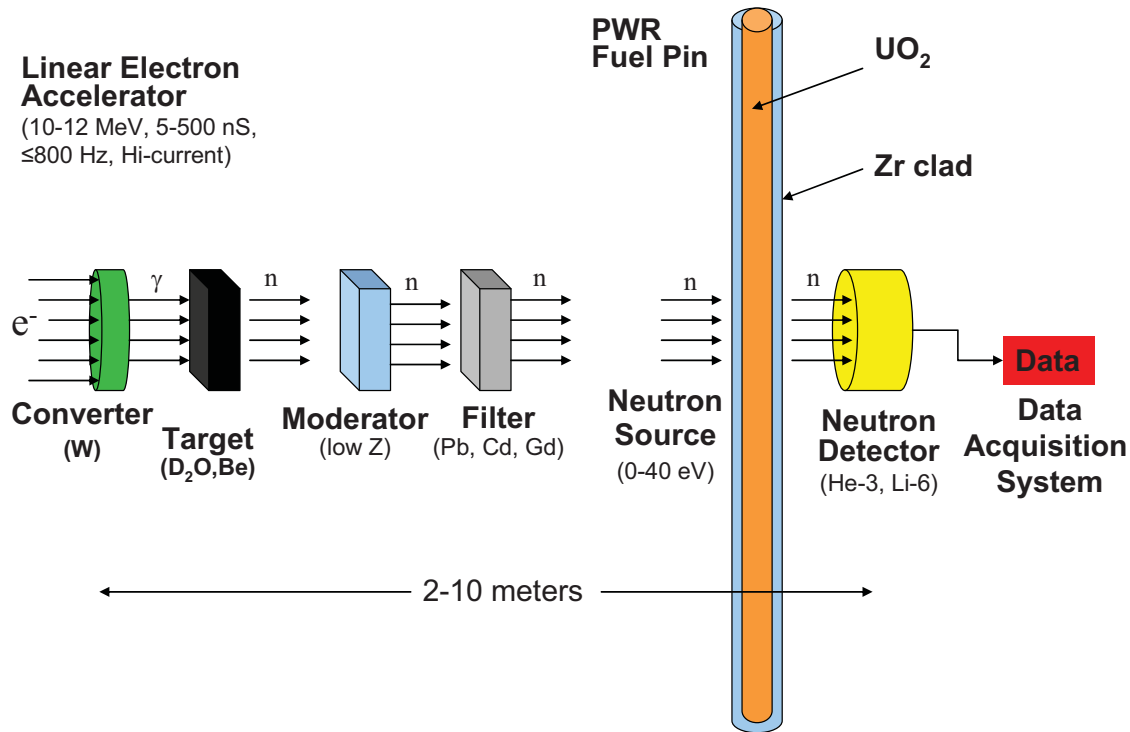 Linear Electron
Accelerator
(10-12 MeV, 5-500 nS,
≤800 Hz, Hi-current)
PWR
Fuel Pin
UO₂
Zr clad
e⁻
γ
n
n
n
n
n
Converter
(W)
Target
(D₂O,Be)
Moderator
(low Z)
Filter
(Pb, Cd, Gd)
Neutron
Source
(0-40 eV)
Neutron
Detector
(He-3, Li-6)
Data
Data
Acquisition
System
2-10 meters